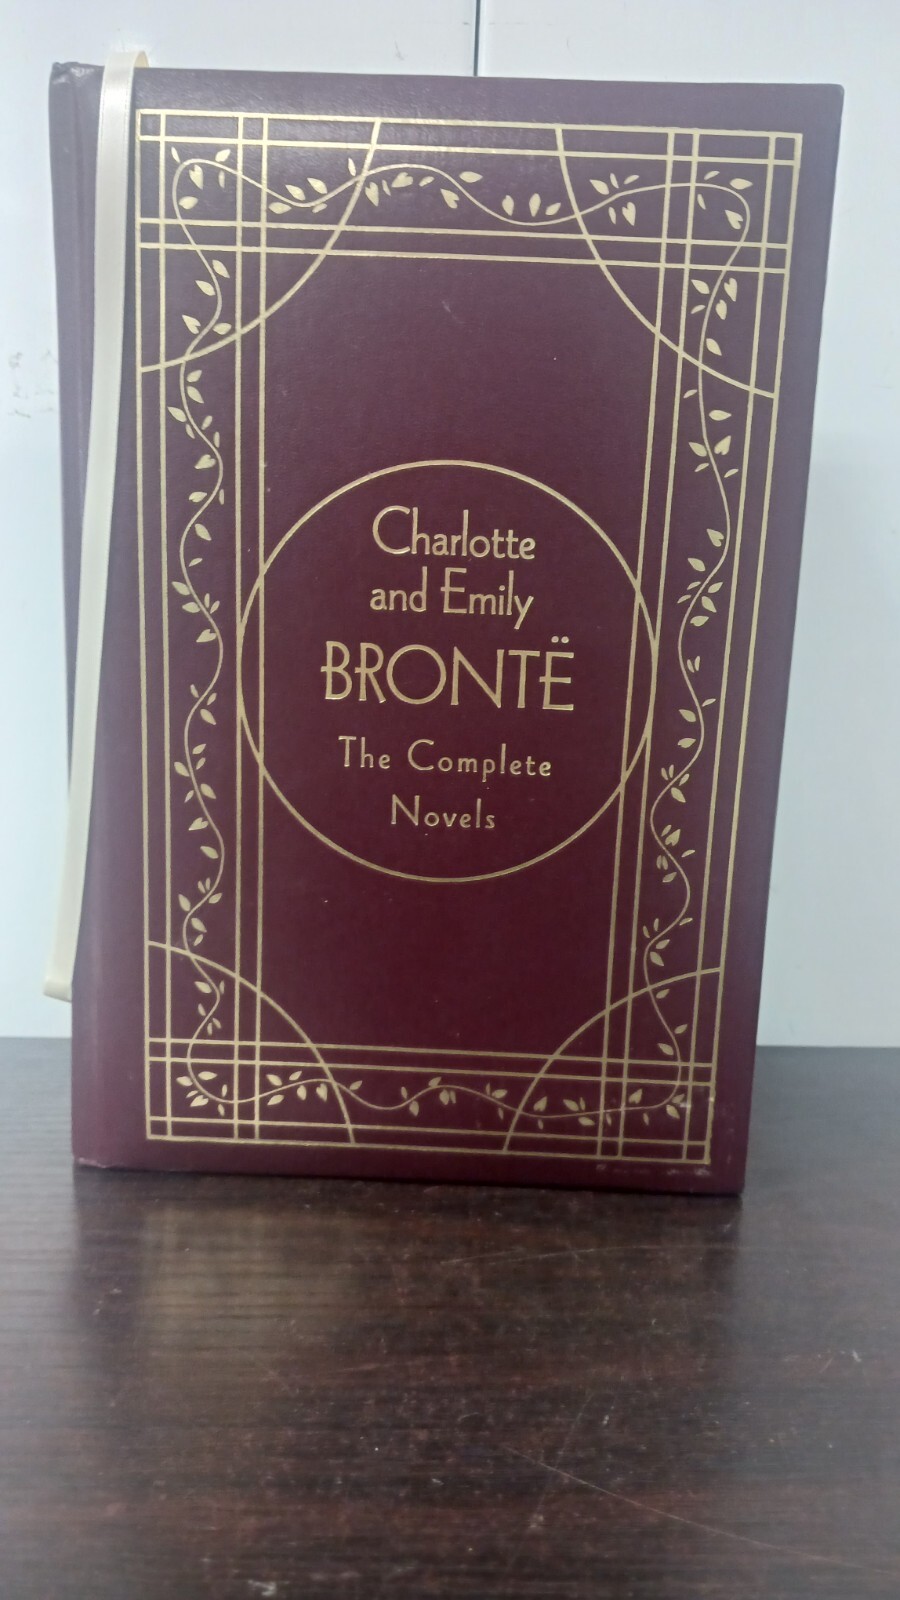 Charlotte
and Emily
BRONTË
The Complete
Novels